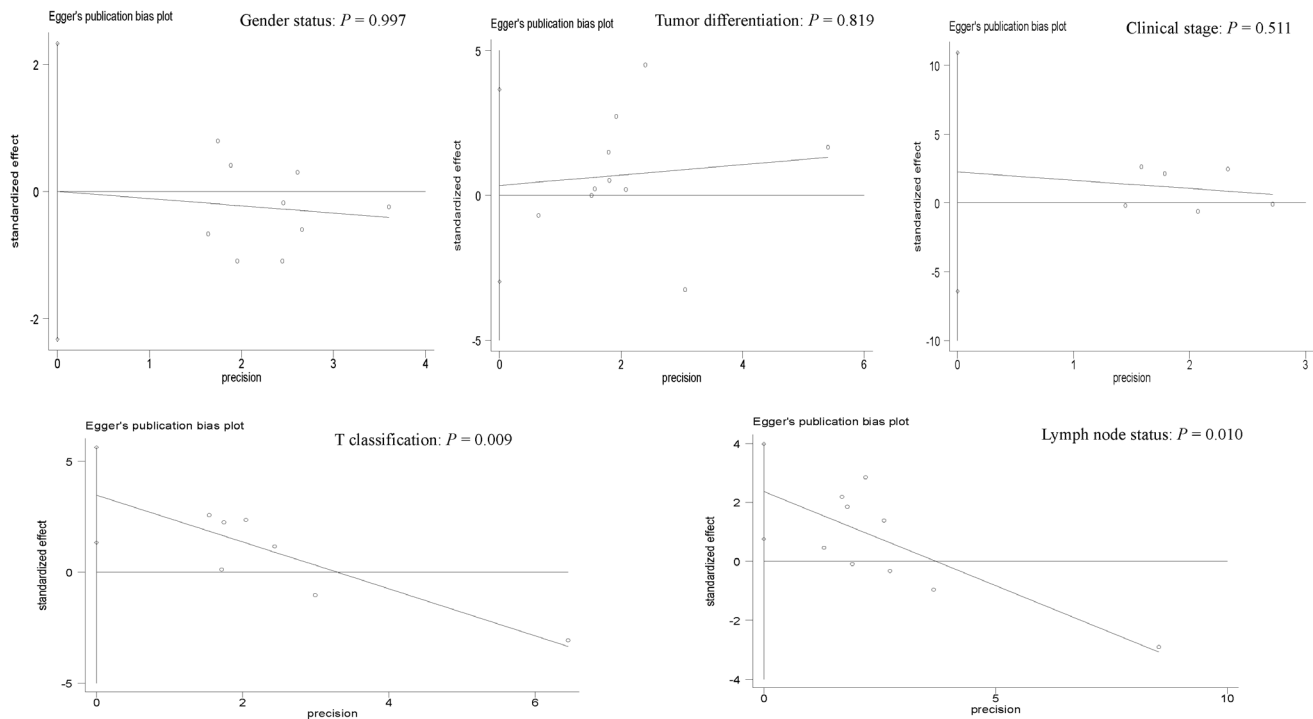 Egger's publication bias plot
Gender status: P = 0.997
standardized effect
2
0
-2
0 1 2 3 4
precision
Egger's publication bias plot
Tumor differentiation: P = 0.819
standardized effect
5
0
-5
0 2 4 6
precision
Egger's publication bias plot
Clinical stage: P = 0.511
standardized effect
10
5
0
-5
-10
0 1 2 3
precision
Egger's publication bias plot
T classification: P = 0.009
standardized effect
5
0
-5
0 2 4 6
precision
Egger's publication bias plot
Lymph node status: P = 0.010
standardized effect
4
2
0
-2
-4
0 5 10
precision